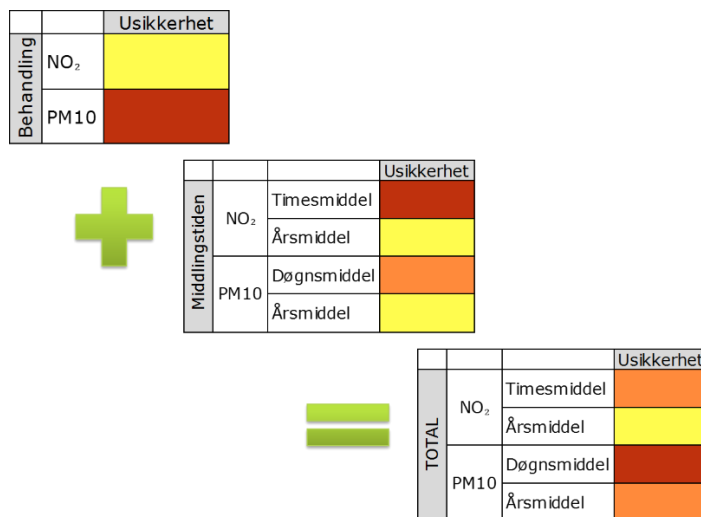 Usikkerhet
Behandling
NO₂
PM10
Usikkerhet
Middlingstiden
NO₂
Timesmiddel
Årsmiddel
PM10
Døgnsmiddel
Årsmiddel
Usikkerhet
TOTAL
NO₂
Timesmiddel
Årsmiddel
PM10
Døgnsmiddel
Årsmiddel